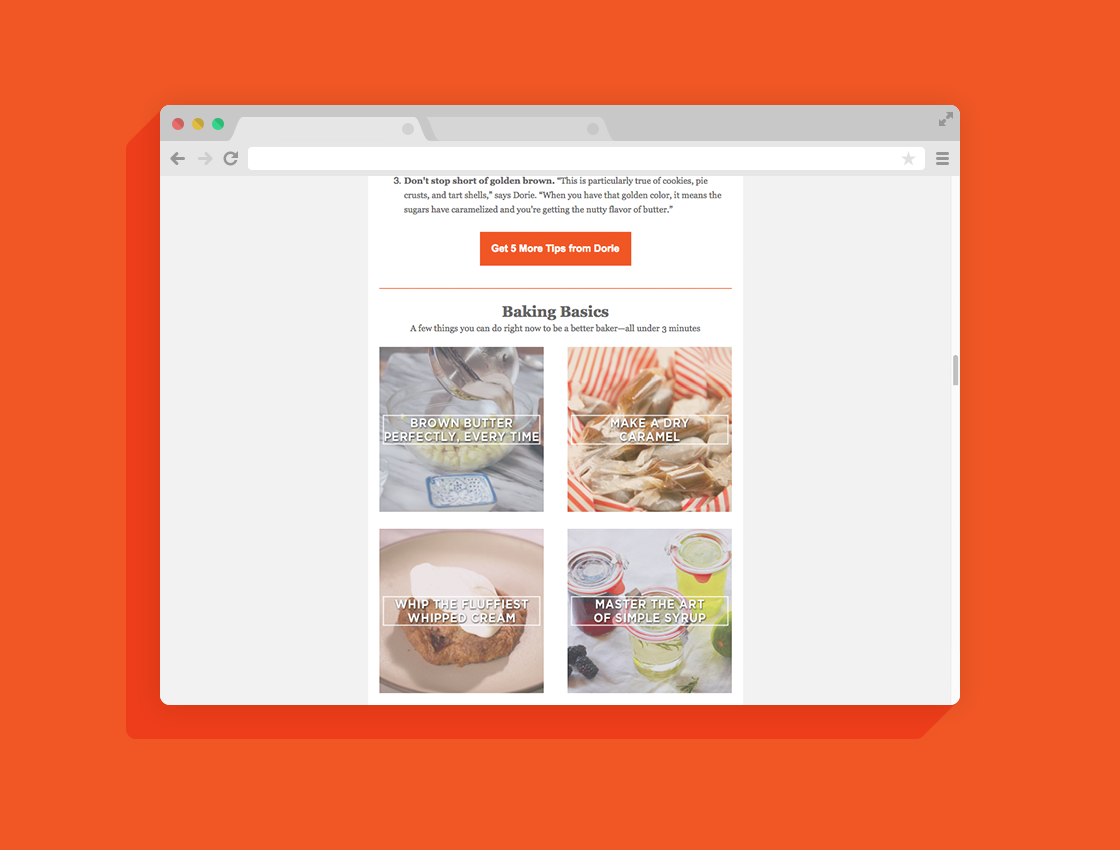 3. Don't stop short of golden brown. “This is particularly true of cookies, pie
crusts, and tart shells,” says Dorie. “When you have that golden color, it means the
sugars have caramelized and you're getting the nutty flavor of butter.”
Get 5 More Tips from Dorie
Baking Basics
A few things you can do right now to be a better baker—all under 3 minutes
BROWN BUTTER
PERFECTLY, EVERY TIME
MAKE A DRY
CARAMEL
WHIP THE FLUFFIEST
WHIPPED CREAM
MASTER THE ART
OF SIMPLE SYRUP